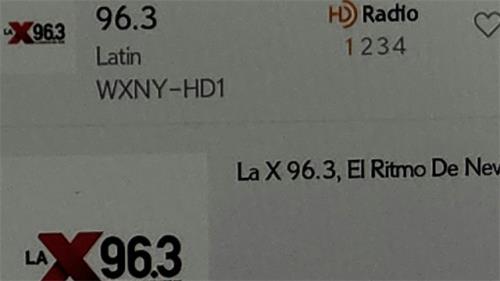 LA X 96.3
96.3
HD Radio
Latin
1 2 3 4
WXNY-HD1
La X 96.3, El Ritmo De Nev
LA X 96.3